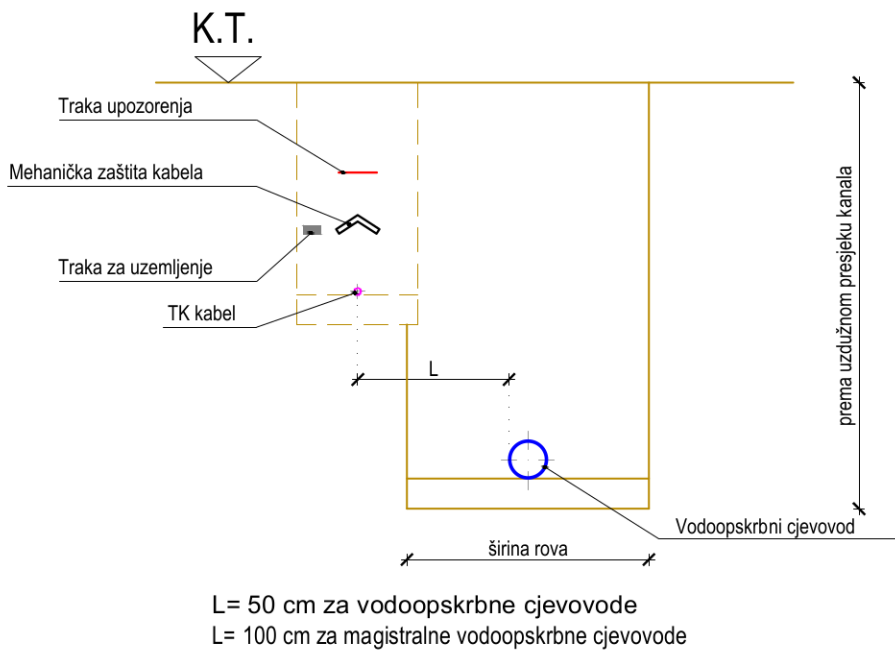 K.T.
Traka upozorenja
Mehanička zaštita kabela
Traka za uzemljenje
TK kabel
L
prema uzdužnom presjeku kanala
Vodoopskrbni cjevovod
širina rova
L= 50 cm za vodoopskrbne cjevovode
L= 100 cm za magistralne vodoopskrbne cjevovode